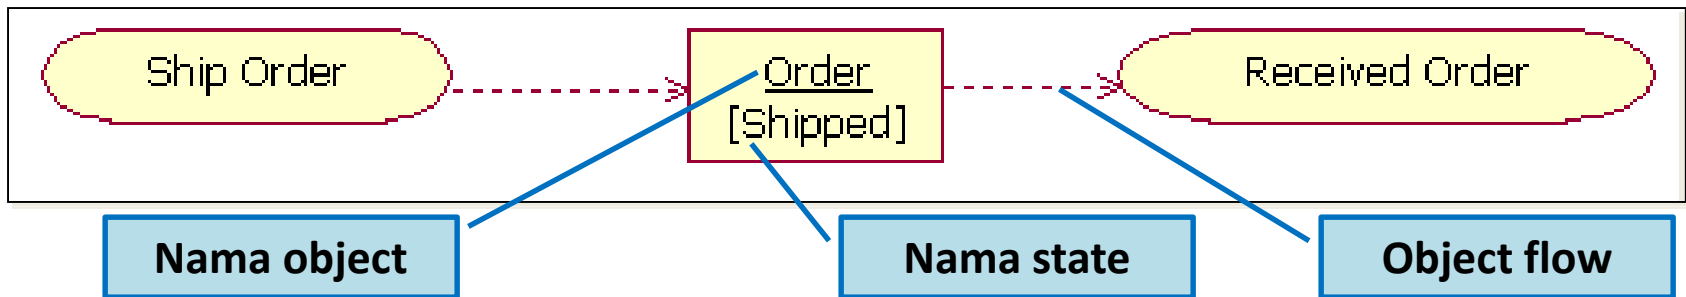 Ship Order
Order
[Shipped]
Received Order
Nama object
Nama state
Object flow